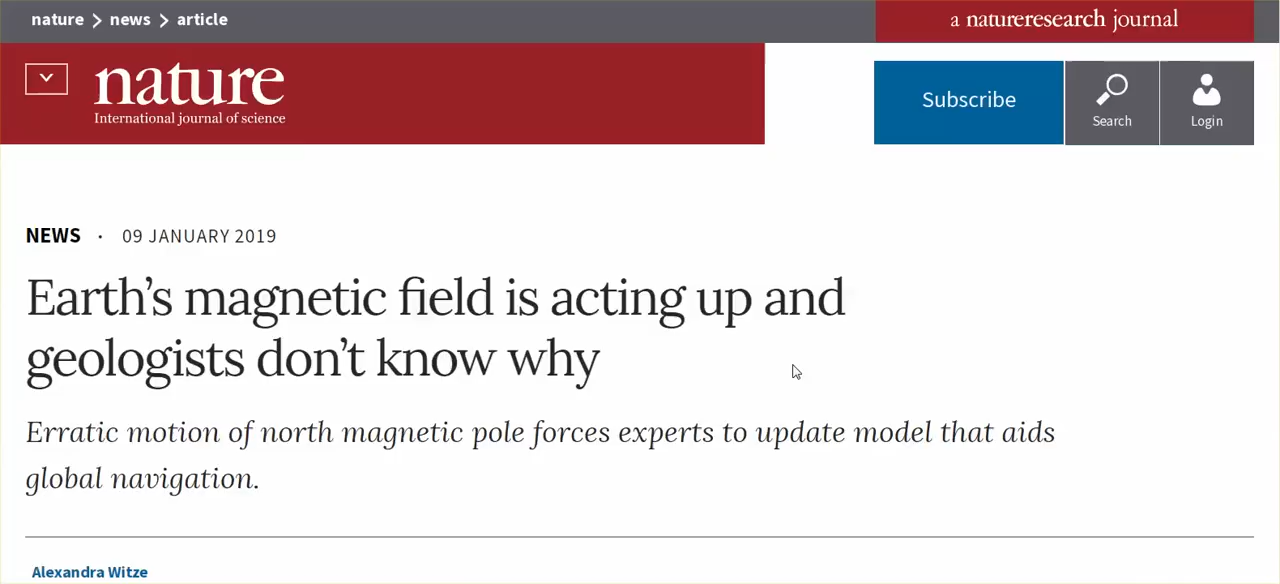 nature > news > article
a natureresearch journal
nature
International journal of science
Subscribe
Search
Login
NEWS · 09 JANUARY 2019
Earth’s magnetic field is acting up and
geologists don’t know why
Erratic motion of north magnetic pole forces experts to update model that aids
global navigation.
Alexandra Witze